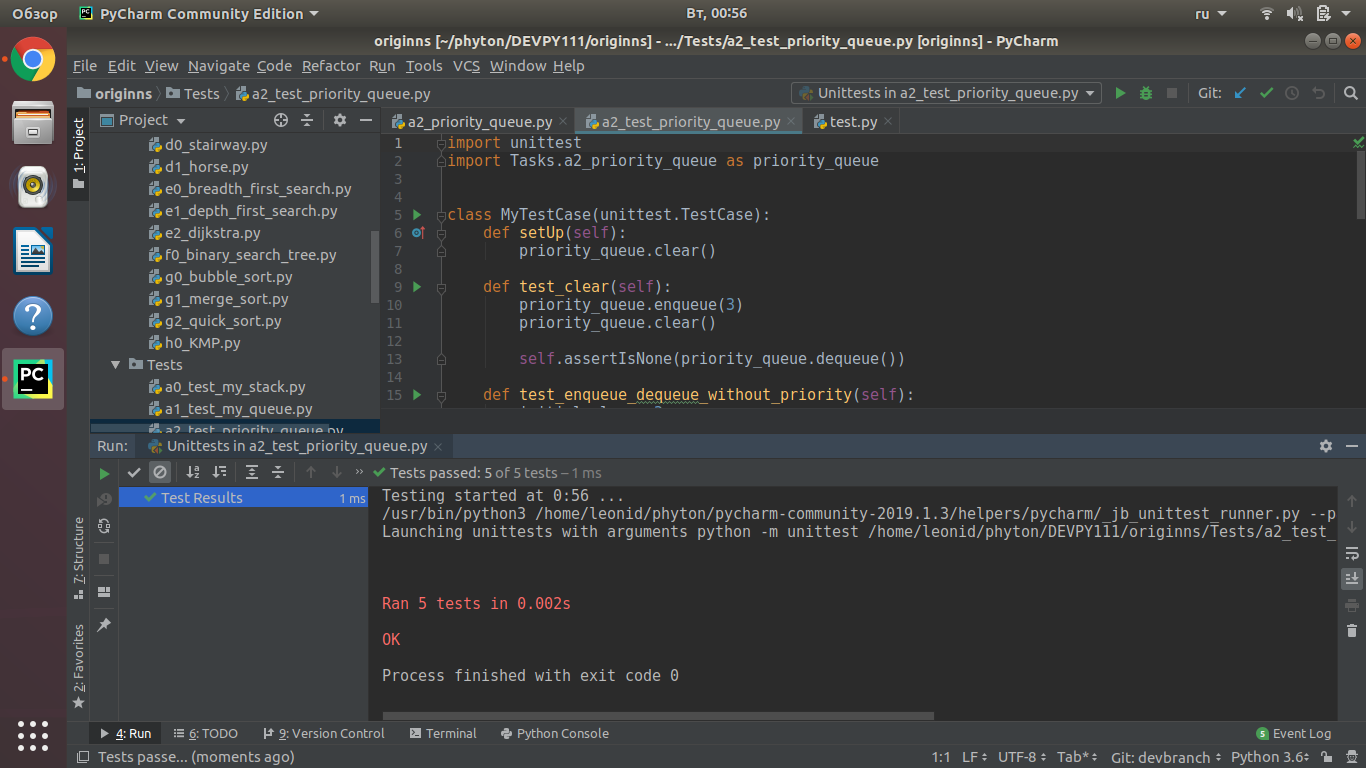 Обзор PyCharm Community Edition Вт, 00:56 ru
originns [~/phyton/DEVPY111/originns] - .../Tests/a2_test_priority_queue.py [originns] - PyCharm
File Edit View Navigate Code Refactor Run Tools VCS Window Help
originns Tests a2_test_priority_queue.py Unittests in a2_test_priority_queue.py Git:
1: Project
Project
d0_stairway.py
d1_horse.py
e0_breadth_first_search.py
e1_depth_first_search.py
e2_dijkstra.py
f0_binary_search_tree.py
g0_bubble_sort.py
g1_merge_sort.py
g2_quick_sort.py
h0_KMP.py
Tests
a0_test_my_stack.py
a1_test_my_queue.py
a2_test_priority_queue.py
a2_priority_queue.py a2_test_priority_queue.py test.py
1 import unittest
2 import Tasks.a2_priority_queue as priority_queue
3
4
5 class MyTestCase(unittest.TestCase):
6 def setUp(self):
7 priority_queue.clear()
8
9 def test_clear(self):
10 priority_queue.enqueue(3)
11 priority_queue.clear()
12
13 self.assertIsNone(priority_queue.dequeue())
14
15 def test_enqueue_dequeue_without_priority(self):
Run: Unittests in a2_test_priority_queue.py
Tests passed: 5 of 5 tests – 1 ms
Test Results 1 ms
Testing started at 0:56 ...
/usr/bin/python3 /home/leonid/phyton/pycharm-community-2019.1.3/helpers/pycharm/_jb_unittest_runner.py --p
Launching unittests with arguments python -m unittest /home/leonid/phyton/DEVPY111/originns/Tests/a2_test_
Ran 5 tests in 0.002s
OK
Process finished with exit code 0
7: Structure
2: Favorites
PC
4: Run 6: TODO 9: Version Control Terminal Python Console 5 Event Log
Tests passe... (moments ago) 1:1 LF UTF-8 Tab* Git: devbranch Python 3.6